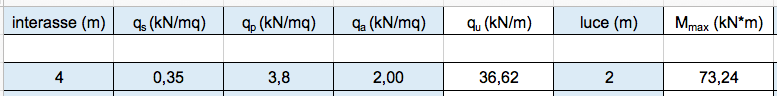 interasse (m) qs (kN/mq) qp (kN/mq) qa (kN/mq) qu (kN/m) luce (m) Mmax (kN*m)
4 0,35 3,8 2,00 36,62 2 73,24